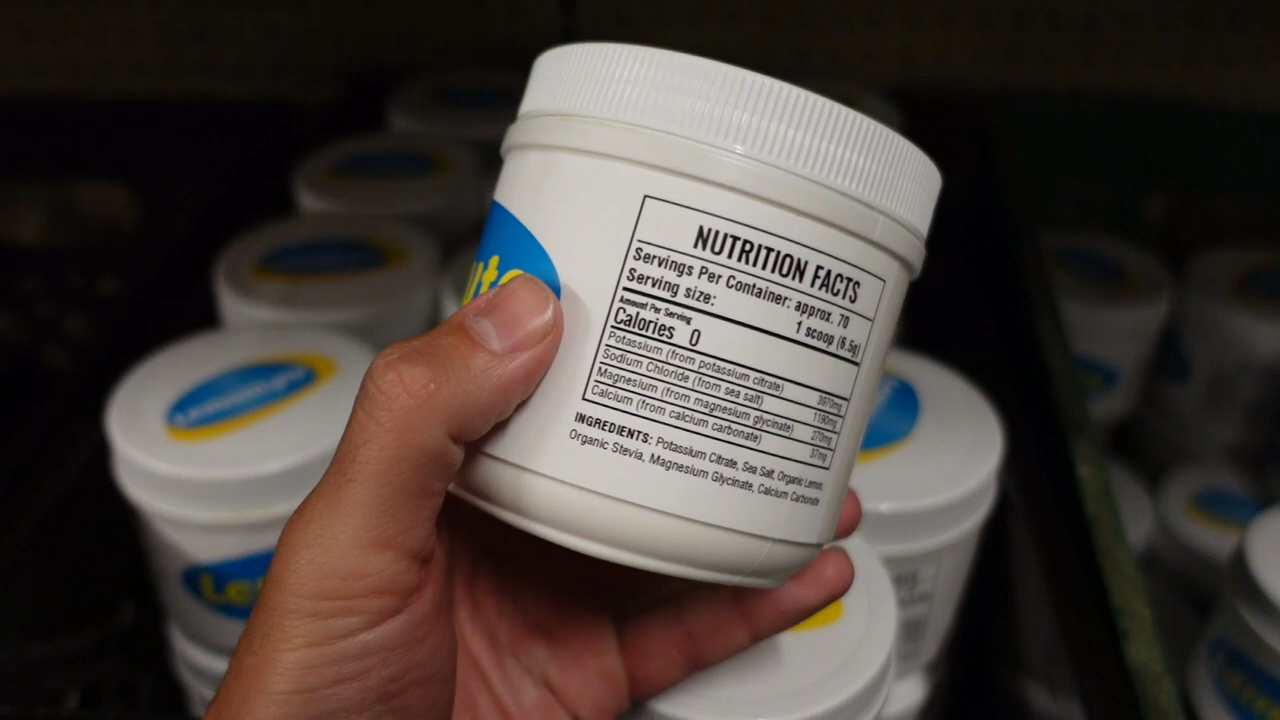 NUTRITION FACTS
Servings Per Container: approx. 70
Serving size: 1 scoop (6.5g)
Amount Per Serving
Calories 0
Potassium (from potassium citrate) 3970mg
Sodium Chloride (from sea salt) 1190mg
Magnesium (from magnesium glycinate) 270mg
Calcium (from calcium carbonate) 37mg
INGREDIENTS: Potassium Citrate, Sea Salt, Organic Lemon,
Organic Stevia, Magnesium Glycinate, Calcium Carbonate